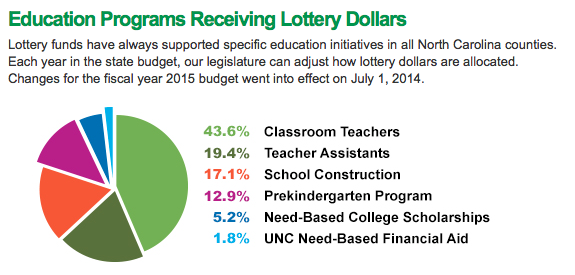 Education Programs Receiving Lottery Dollars
Lottery funds have always supported specific education initiatives in all North Carolina counties.
Each year in the state budget, our legislature can adjust how lottery dollars are allocated.
Changes for the fiscal year 2015 budget went into effect on July 1, 2014.
43.6% Classroom Teachers
19.4% Teacher Assistants
17.1% School Construction
12.9% Prekindergarten Program
5.2% Need-Based College Scholarships
1.8% UNC Need-Based Financial Aid